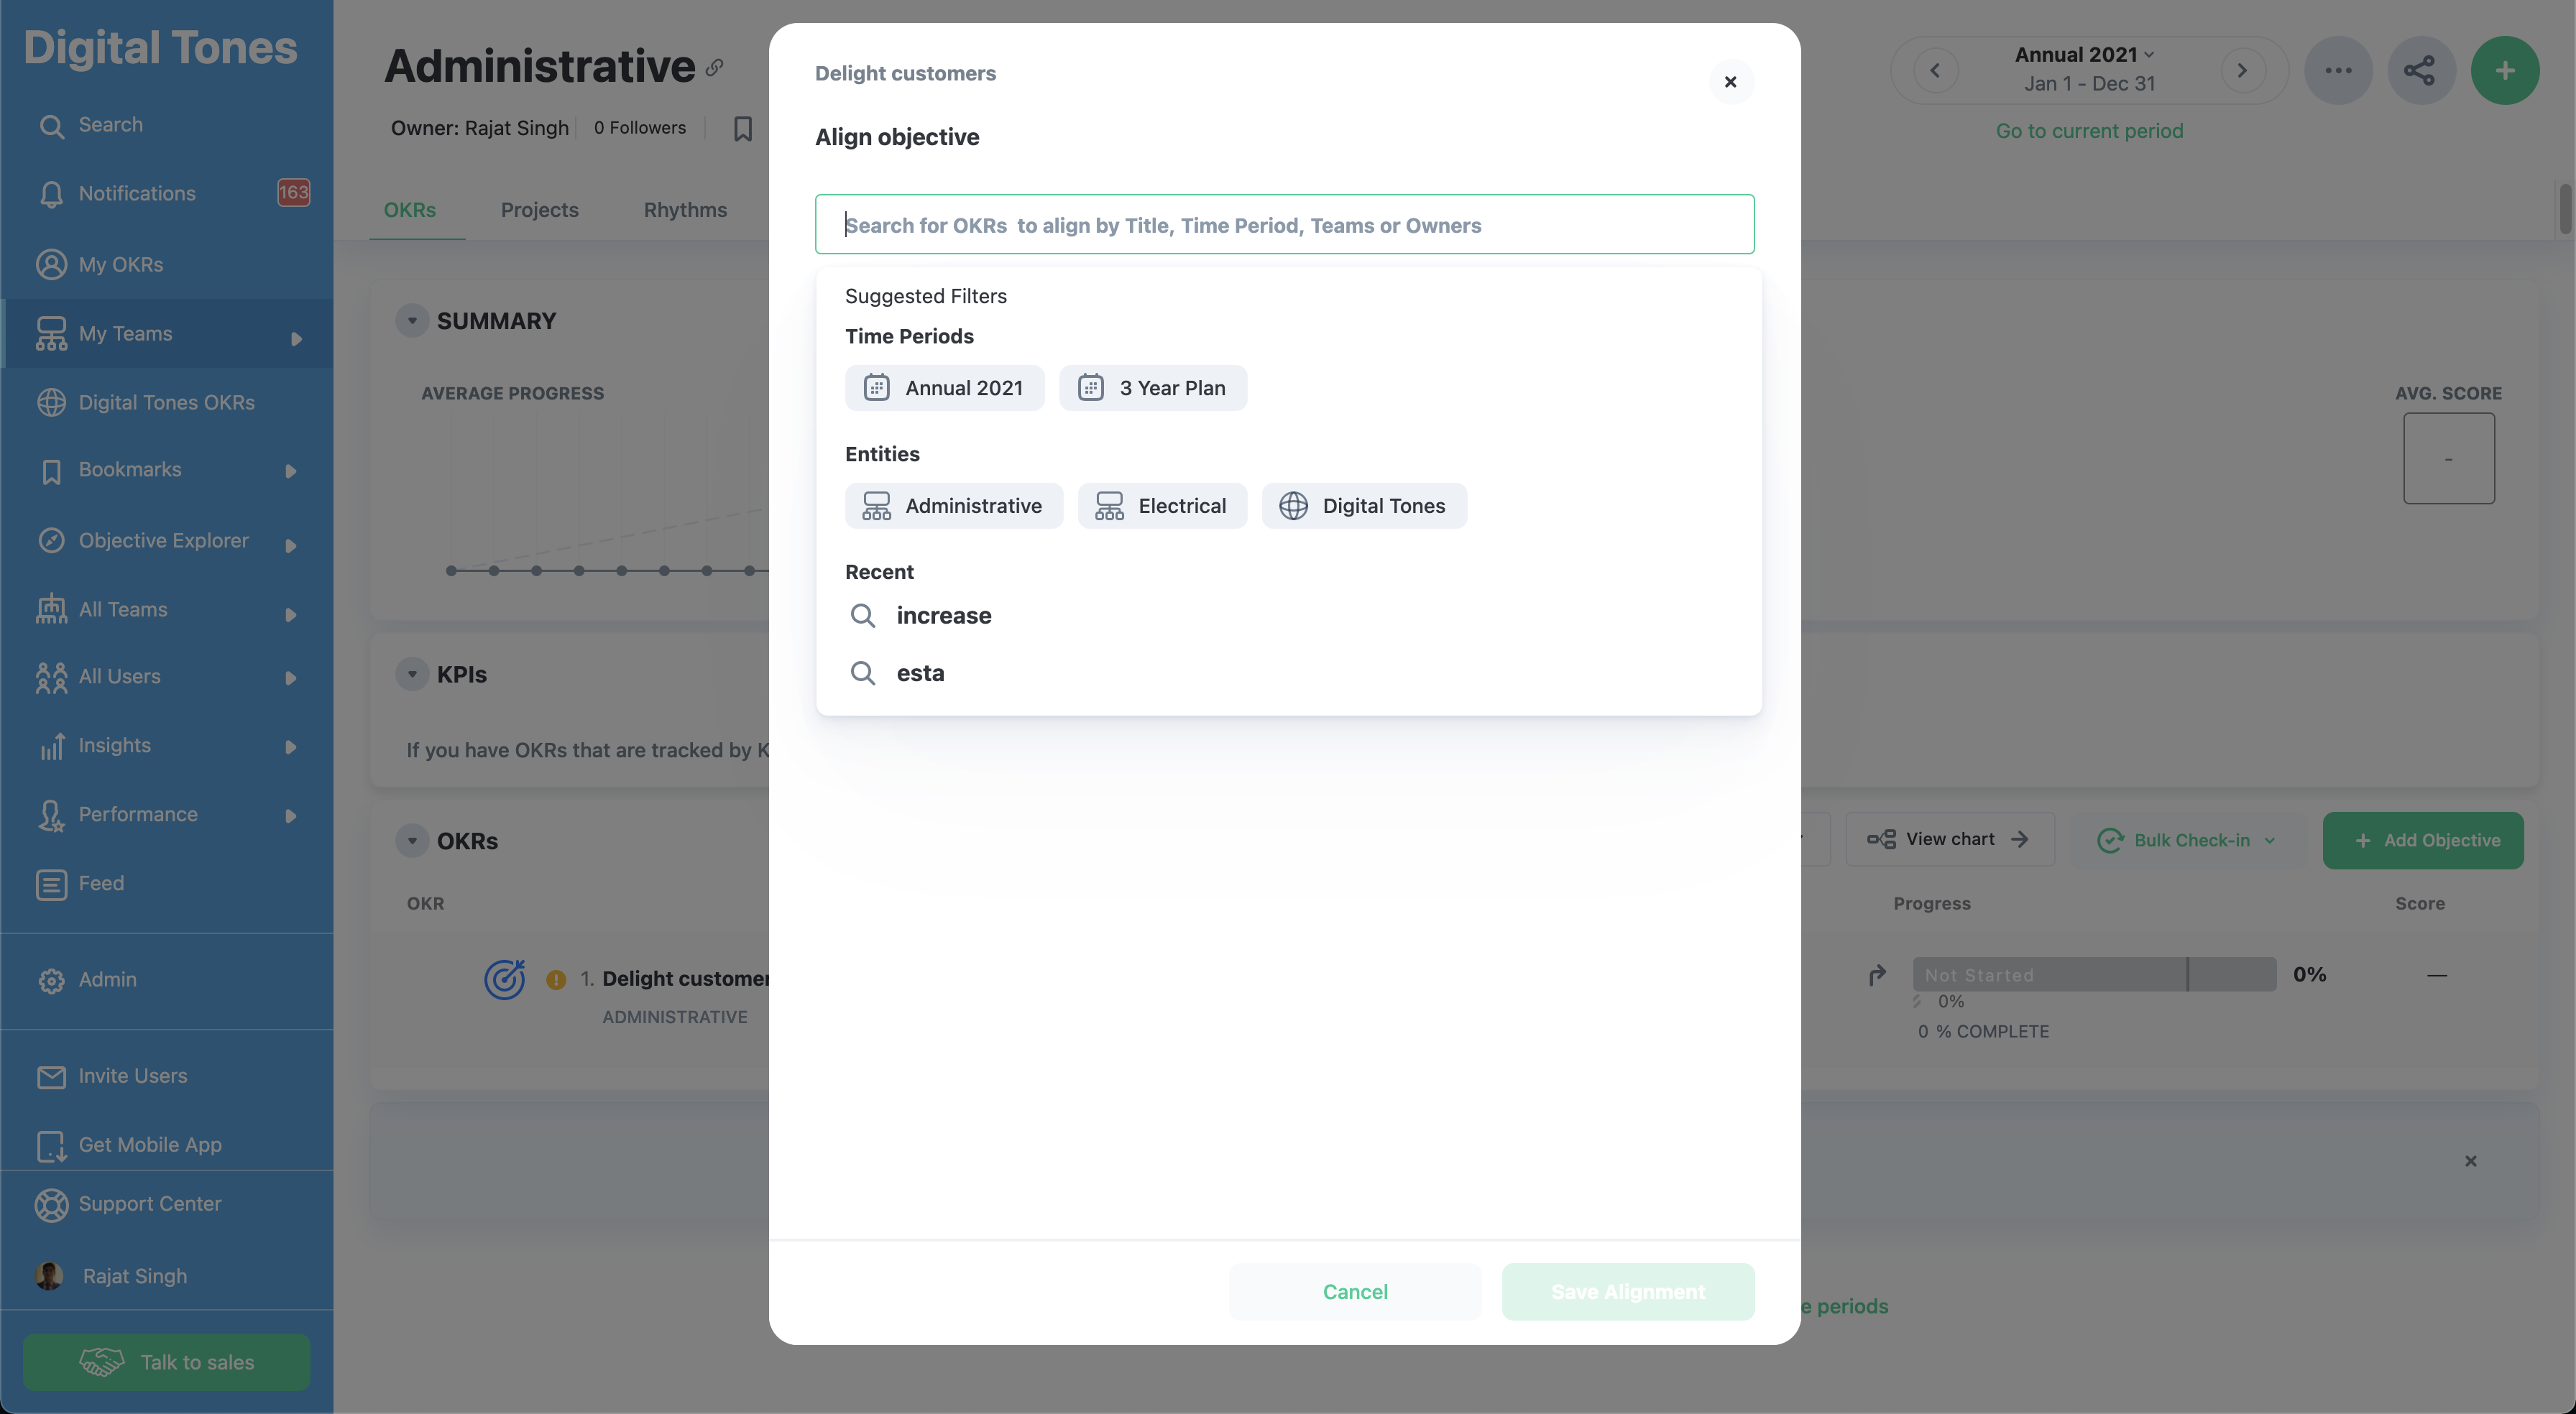 Digital Tones
Search
Notifications
163
My OKRs
My Teams
Digital Tones OKRs
Bookmarks
Objective Explorer
All Teams
All Users
Insights
Performance
Feed
Admin
Invite Users
Get Mobile App
Support Center
Rajat Singh
Talk to sales
Administrative
Owner: Rajat Singh
0 Followers
OKRs
Projects
Rhythms
Annual 2021
Jan 1 - Dec 31
Go to current period
SUMMARY
AVERAGE PROGRESS
AVG. SCORE
-
KPIs
If you have OKRs that are tracked by K
OKRs
View chart
Bulk Check-in
+ Add Objective
OKR
Progress
Score
1. Delight customer
ADMINISTRATIVE
Not Started
0%
—
0%
0 % COMPLETE
e periods
Delight customers
Align objective
Search for OKRs to align by Title, Time Period, Teams or Owners
Suggested Filters
Time Periods
Annual 2021
3 Year Plan
Entities
Administrative
Electrical
Digital Tones
Recent
increase
esta
Cancel
Save Alignment